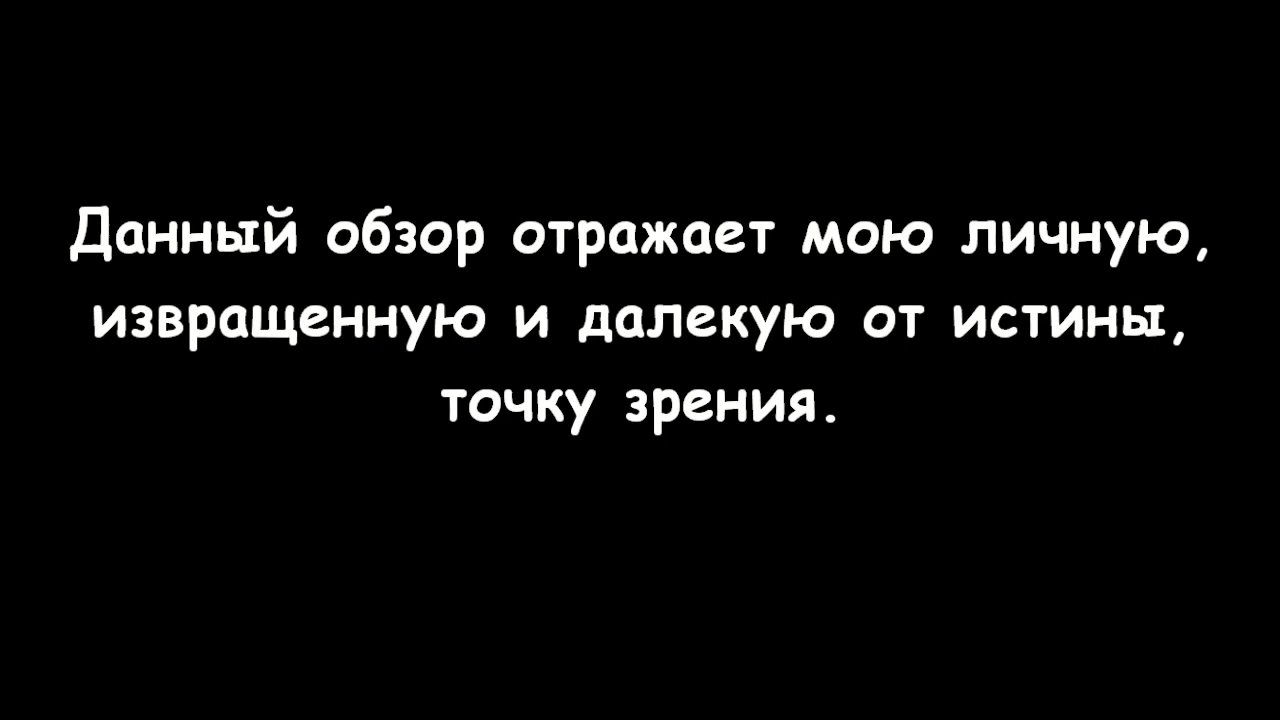 Данный обзор отражает мою личную,
извращенную и далекую от истины,
точку зрения.